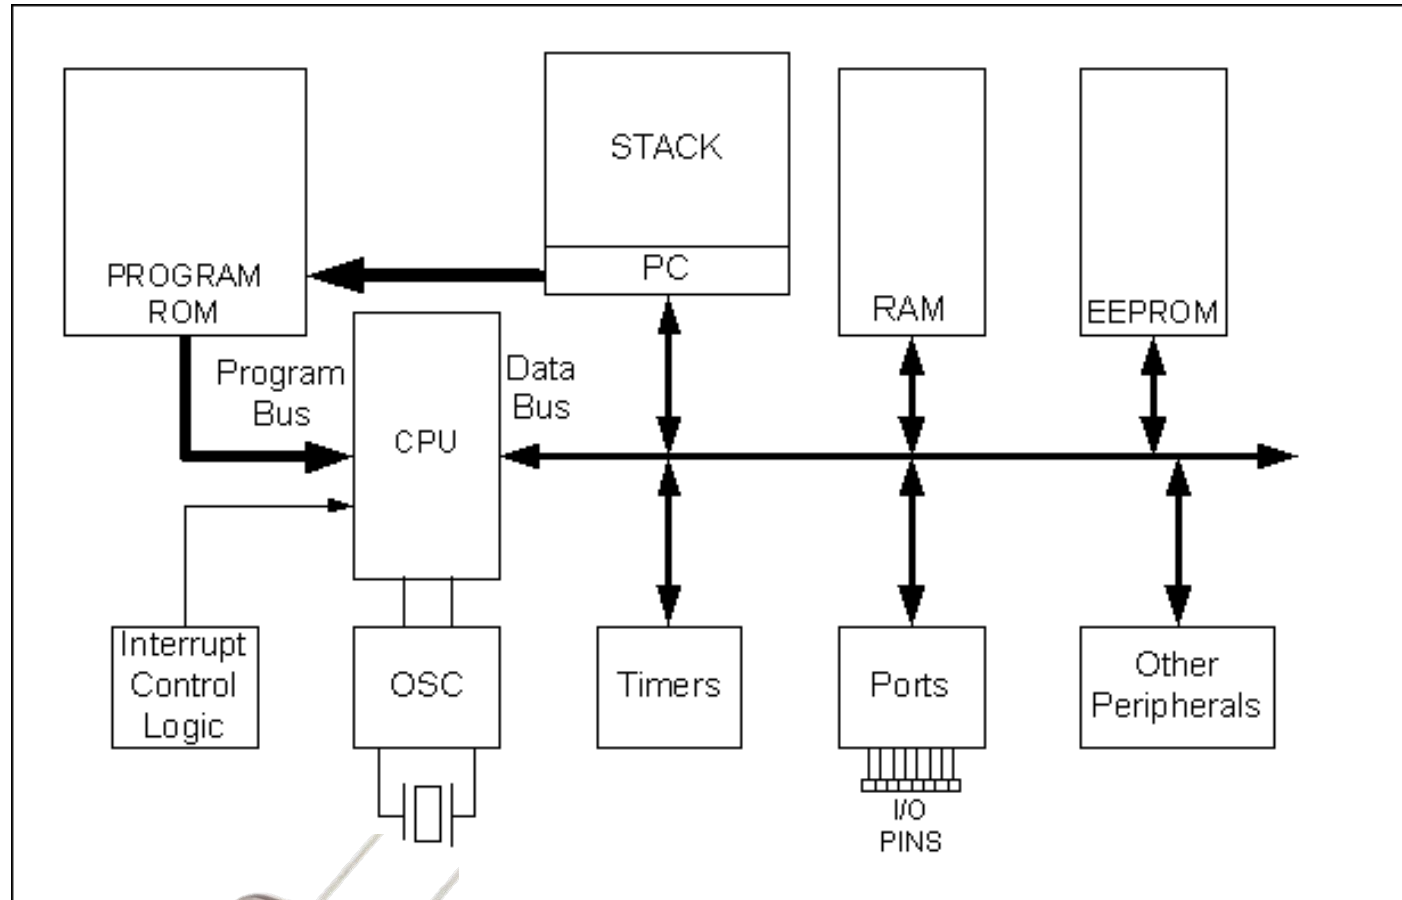 STACK
PROGRAM
ROM
PC
RAM
EEPROM
Program
Bus
Data
Bus
CPU
Interrupt
Control
Logic
OSC
Timers
Ports
Other
Peripherals
I/O
PINS